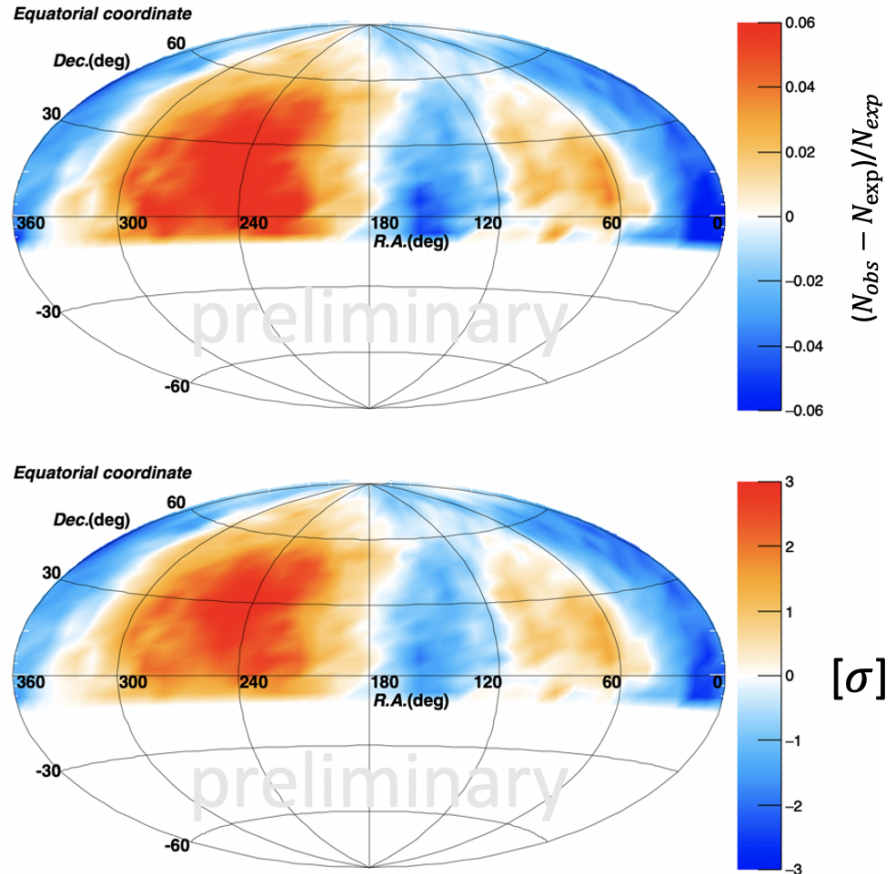 Equatorial coordinate
60
Dec.(deg)
30
360 300 240 180 120 60 0
R.A.(deg)
-30
preliminary
-60
0.06
0.04
0.02
0
−0.02
−0.04
−0.06
(N_obs − N_exp)/N_exp
Equatorial coordinate
60
Dec.(deg)
30
360 300 240 180 120 60 0
R.A.(deg)
-30
preliminary
-60
3
2
1
0
−1
−2
−3
[σ]